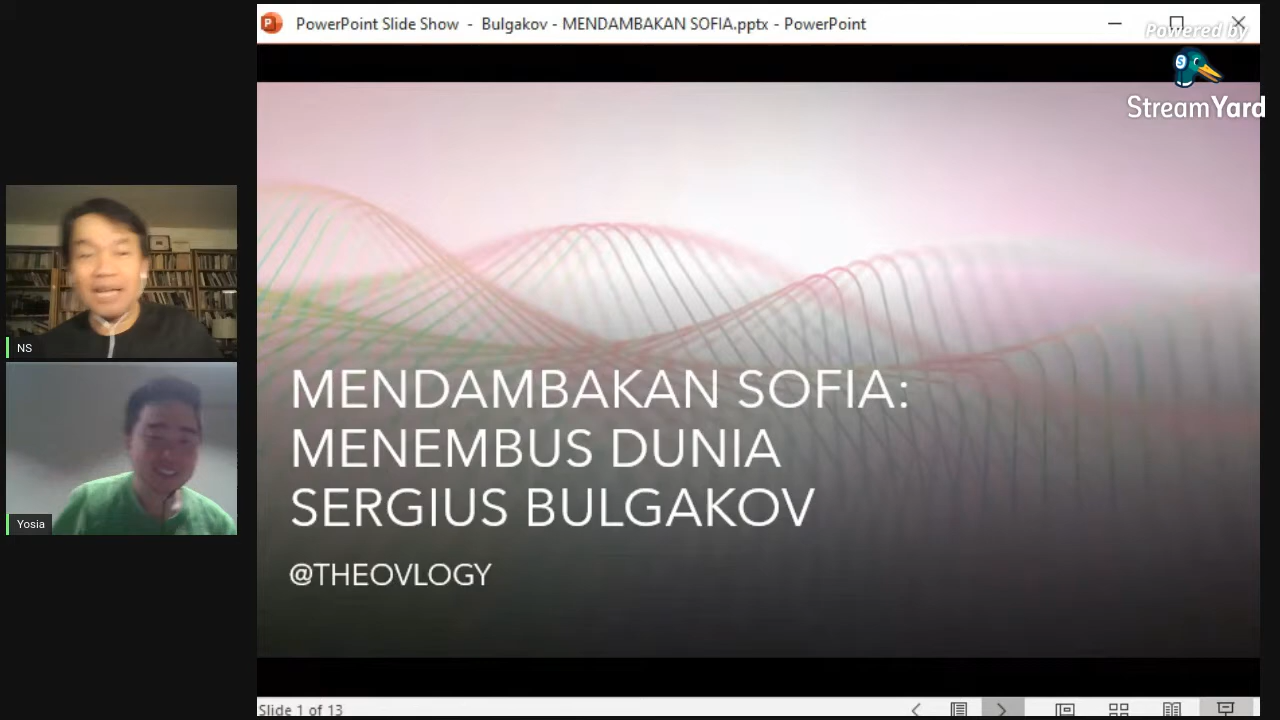 PowerPoint Slide Show - Bulgakov - MENDAMBAKAN SOFIA.pptx - PowerPoint
Powered by
StreamYard
NS
Yosia
MENDAMBAKAN SOFIA:
MENEMBUS DUNIA
SERGIUS BULGAKOV
@THEOVLOGY
Slide 1 of 13